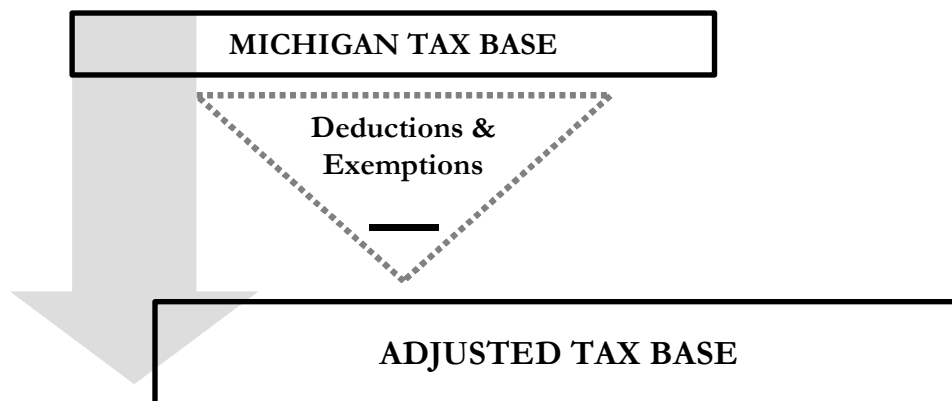 MICHIGAN TAX BASE
Deductions &
Exemptions
ADJUSTED TAX BASE